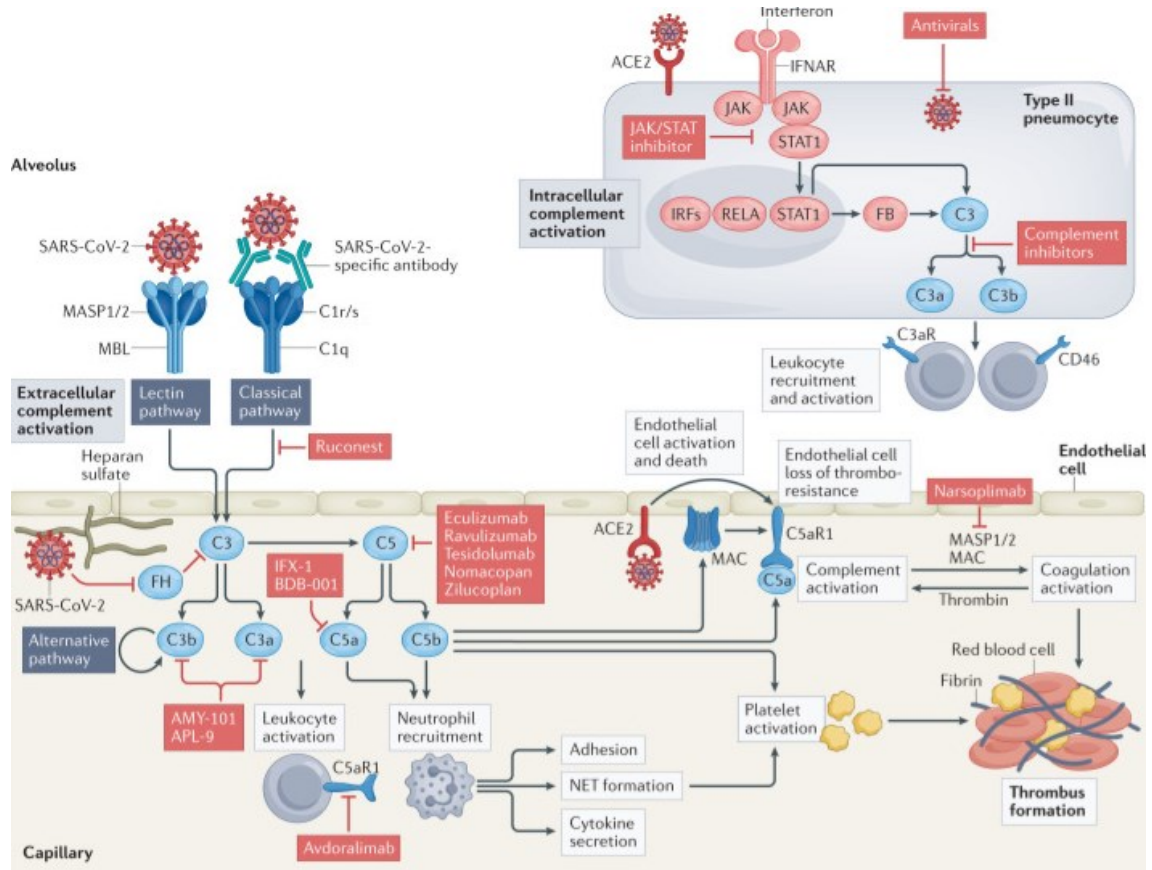 Interferon
Antivirals
ACE2
IFNAR
JAK
JAK
Type II
pneumocyte
JAK/STAT
inhibitor
STAT1
Alveolus
Intracellular
complement
activation
IRFs
RELA
STAT1
FB
C3
Complement
inhibitors
C3a
C3b
SARS-CoV-2
SARS-CoV-2-
specific antibody
MASP1/2
C1r/s
MBL
C1q
C3aR
CD46
Leukocyte
recruitment
and activation
Extracellular
complement
activation
Lectin
pathway
Classical
pathway
Ruconest
Heparan
sulfate
Endothelial
cell activation
and death
Endothelial cell
loss of thrombo-
resistance
Endothelial
cell
Narsoplimab
ACE2
MAC
C5aR1
C5a
MASP1/2
MAC
C3
C5
Eculizumab
Ravulizumab
Tesidolumab
Nomacopan
Zilucoplan
IFX-1
BDB-001
FH
SARS-CoV-2
Complement
activation
Thrombin
Coagulation
activation
Alternative
pathway
C3b
C3a
C5a
C5b
Red blood cell
Fibrin
AMY-101
APL-9
Leukocyte
activation
Neutrophil
recruitment
Platelet
activation
C5aR1
Adhesion
NET formation
Cytokine
secretion
Thrombus
formation
Avdoralimab
Capillary